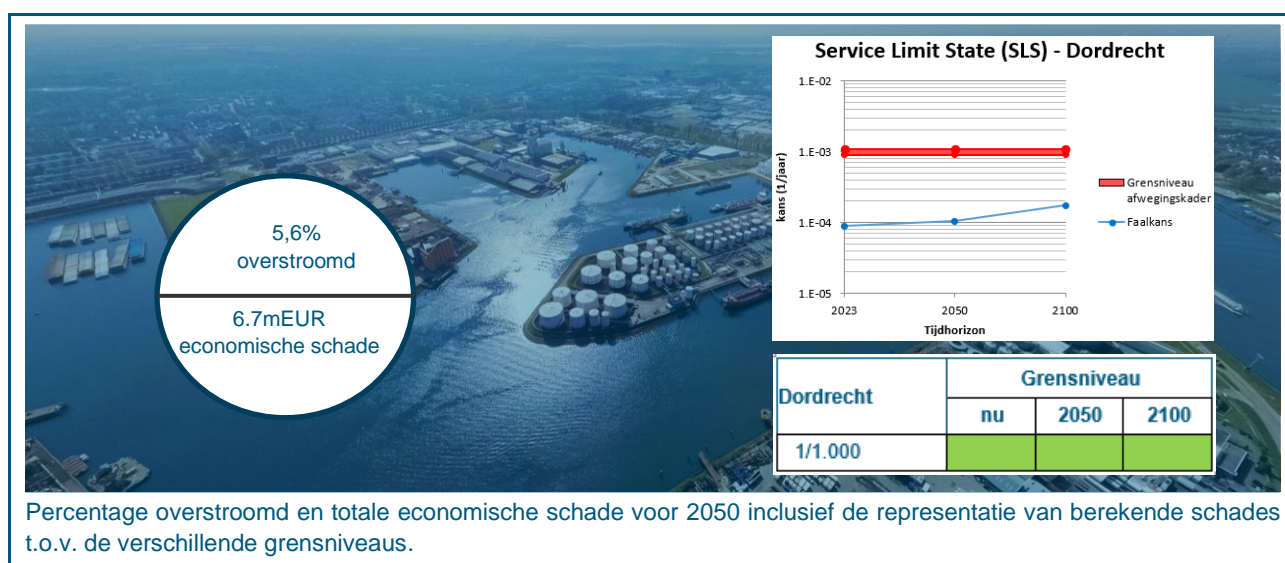 5,6%
overstroomd
6.7mEUR
economische schade
Service Limit State (SLS) - Dordrecht
kans (1/jaar)
1.E-02
1.E-03
1.E-04
1.E-05
2023 2050 2100
Tijdhorizon
Grensniveau
afwegingskader
Faalkans
Dordrecht
Grensniveau
nu 2050 2100
1/1.000
Percentage overstroomd en totale economische schade voor 2050 inclusief de representatie van berekende schades
t.o.v. de verschillende grensniveaus.